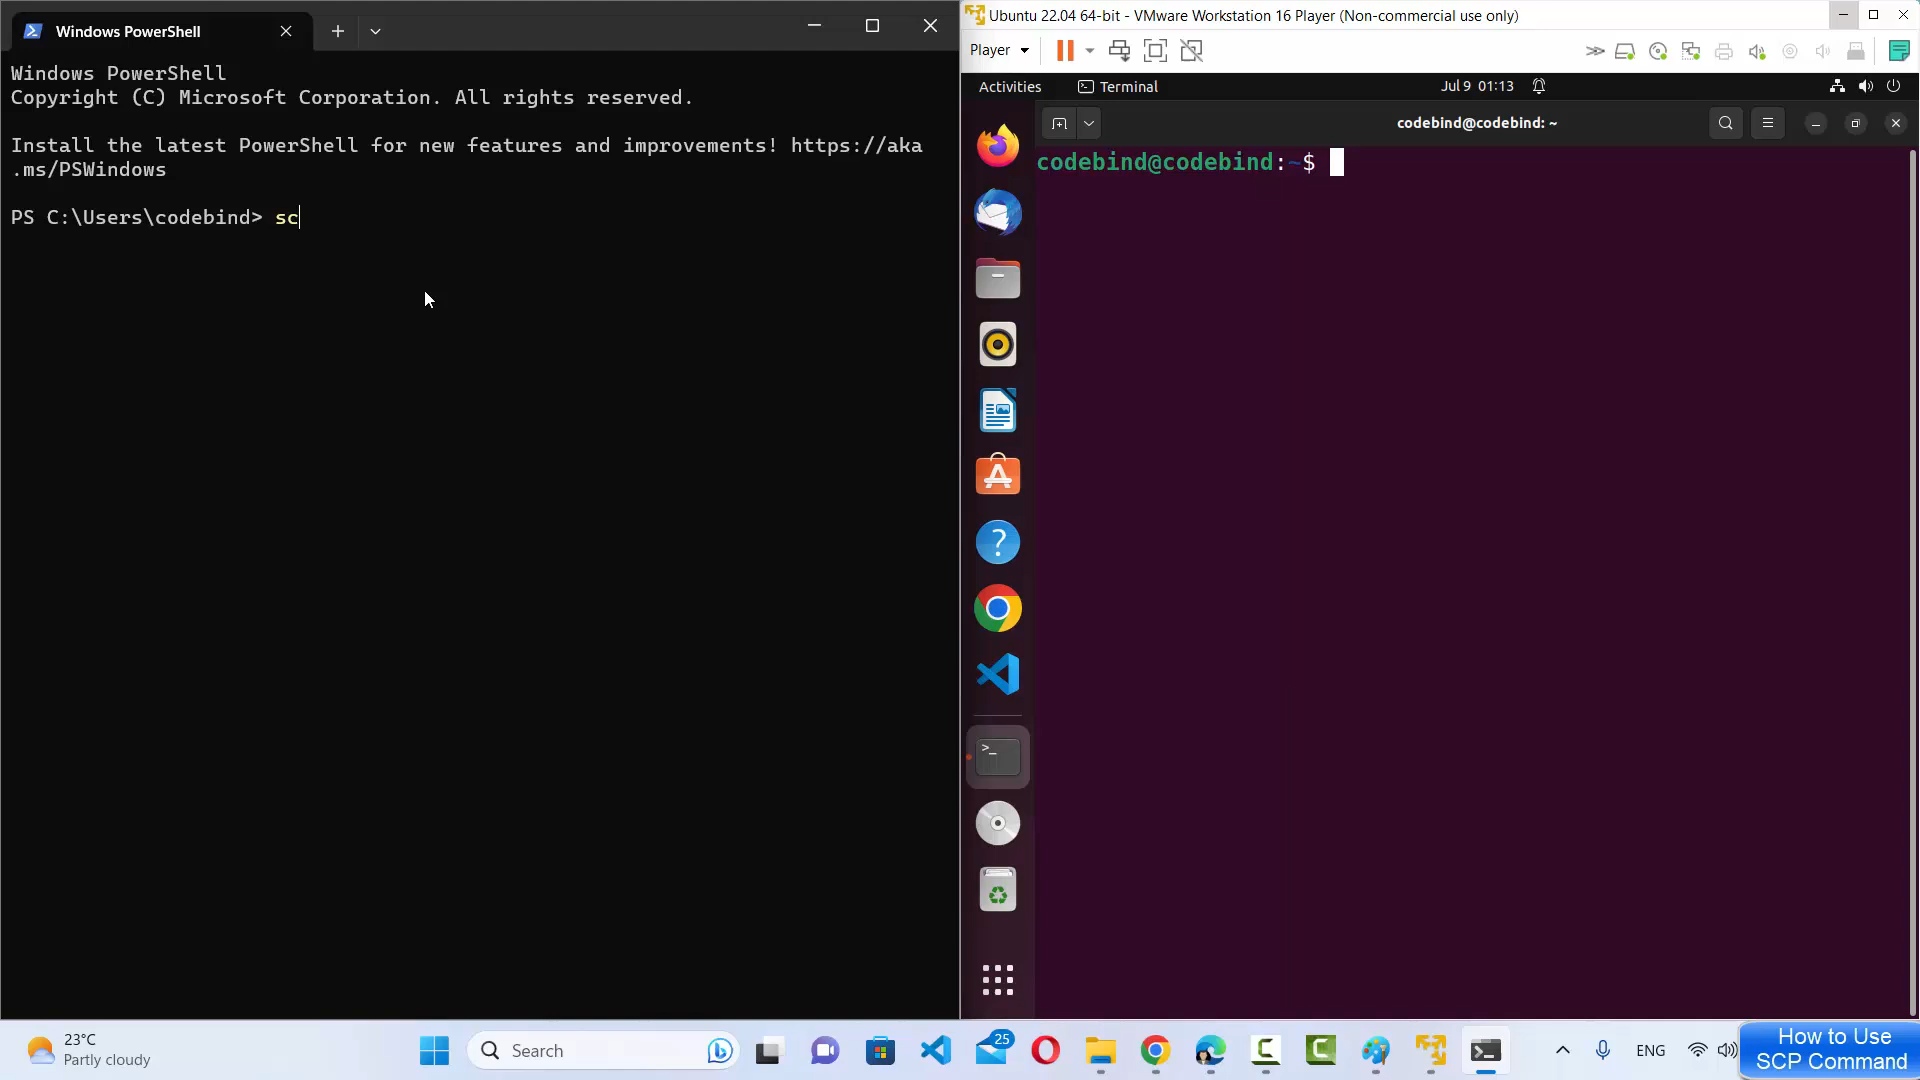 Windows PowerShell
Windows PowerShell
Copyright (C) Microsoft Corporation. All rights reserved.
Install the latest PowerShell for new features and improvements! https://aka
.ms/PSWindows
PS C:\Users\codebind> sc
Ubuntu 22.04 64-bit - VMware Workstation 16 Player (Non-commercial use only)
Player
Activities
Terminal
Jul 9 01:13
codebind@codebind: ~
codebind@codebind:~$
23°C
Partly cloudy
Search
25
ENG
How to Use
SCP Command